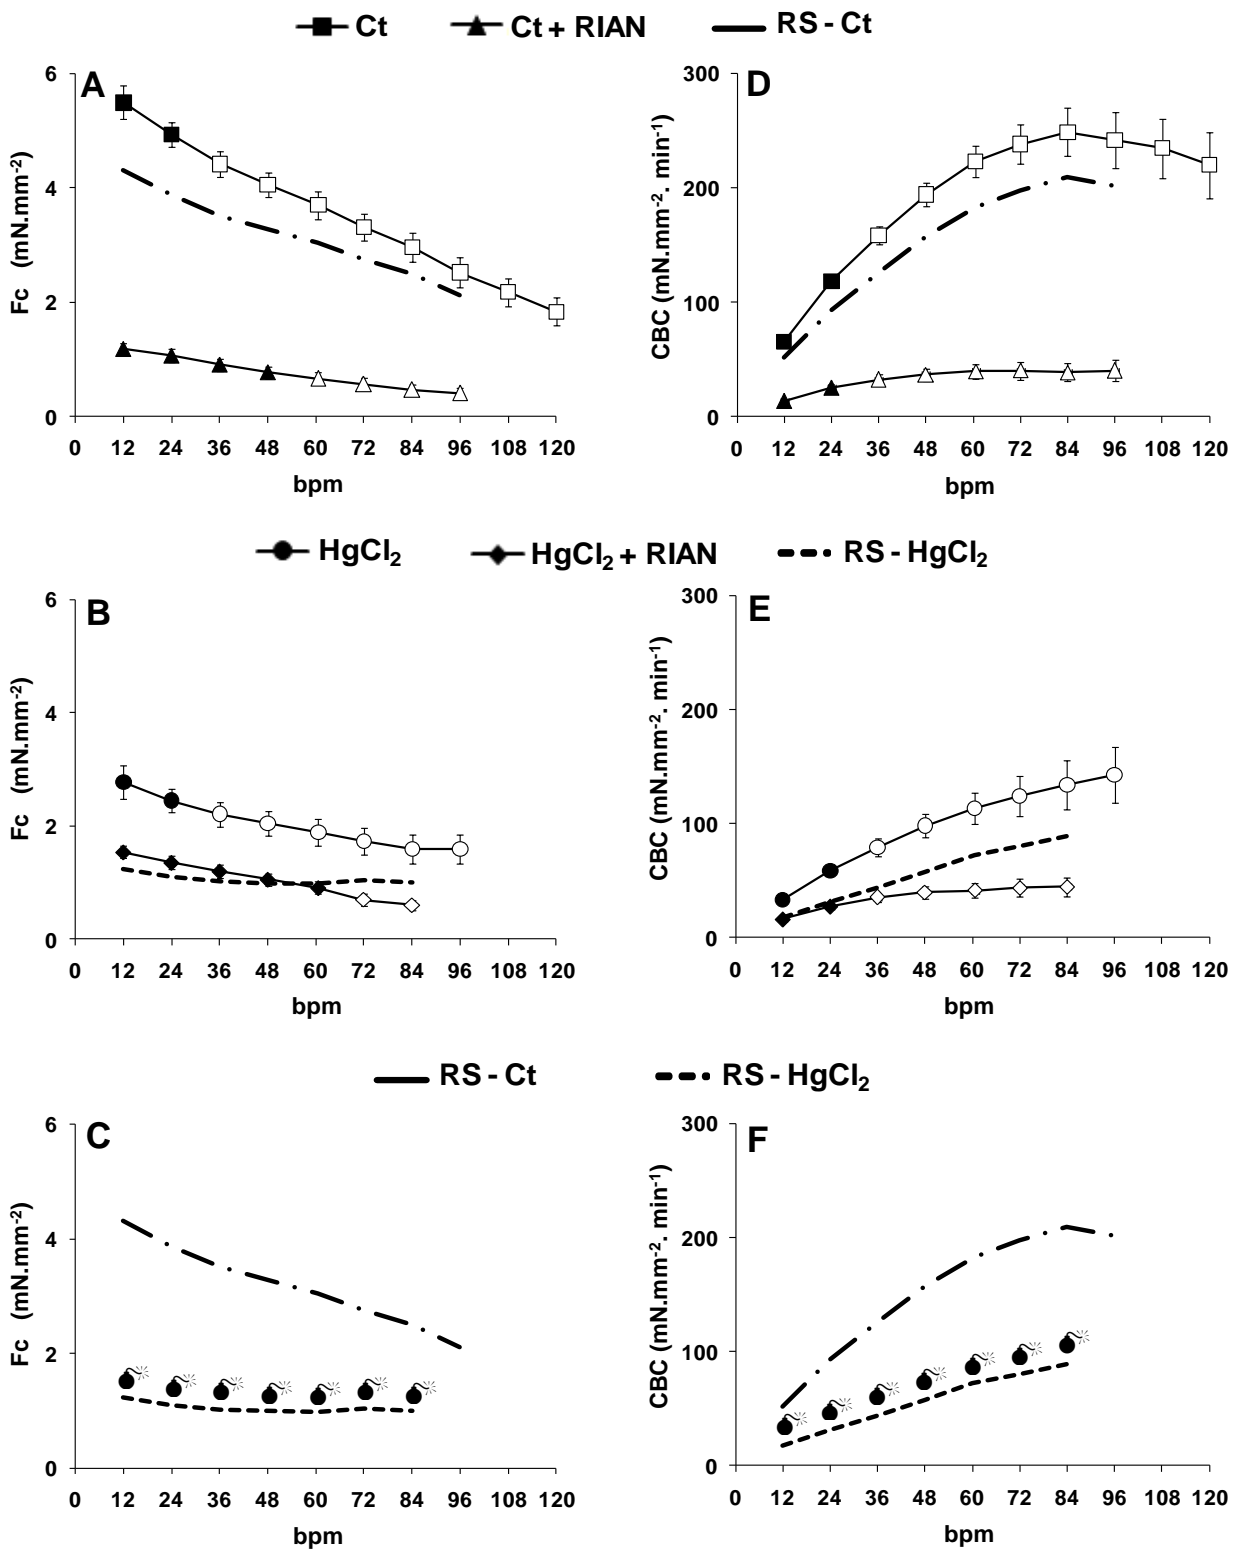 Ct Ct + RIAN RS - Ct
A
6
4
2
0
Fc (mN.mm-2)
0 12 24 36 48 60 72 84 96 108 120
bpm
D
300
200
100
0
CBC (mN.mm-2. min-1)
0 12 24 36 48 60 72 84 96 108 120
bpm
HgCl2 HgCl2 + RIAN RS - HgCl2
B
6
4
2
0
Fc (mN.mm-2)
0 12 24 36 48 60 72 84 96 108 120
bpm
E
300
200
100
0
CBC (mN.mm-2. min-1)
0 12 24 36 48 60 72 84 96 108 120
bpm
RS - Ct RS - HgCl2
C
6
4
2
0
Fc (mN.mm-2)
0 12 24 36 48 60 72 84 96 108 120
bpm
F
300
200
100
0
CBC (mN.mm-2. min-1)
0 12 24 36 48 60 72 84 96 108 120
bpm